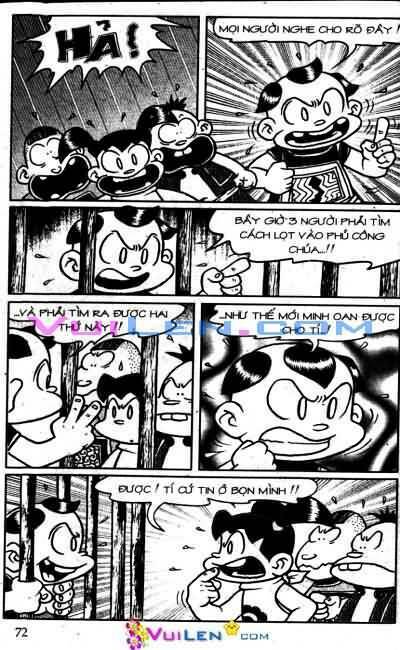 HẢ!
MỌI NGƯỜI NGHE CHO RÕ ĐÂY!
BÂY GIỜ 3 NGƯỜI PHẢI TÌM
CÁCH LỌT VÀO PHỦ CÔNG
CHÚA...!!
...VÀ PHẢI TÌM RA ĐƯỢC HAI
THỨ NÀY!!
...NHƯ THẾ MỚI MINH OAN ĐƯỢC
CHO TÍ...
VUILEN.COM
ĐƯỢC! TÍ CỨ TIN Ở BỌN MÌNH!!
72
VUILEN.COM